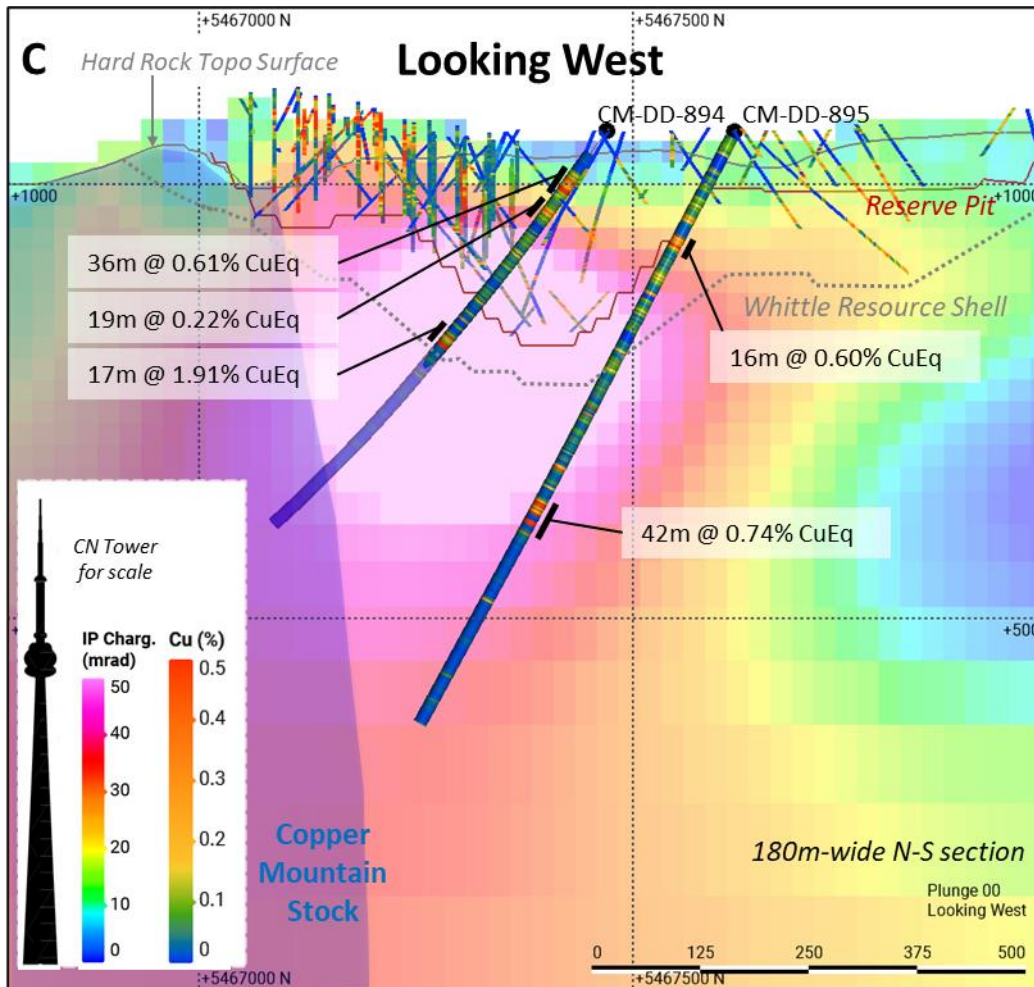 +5467000 N
+5467500 N
C
Looking West
Hard Rock Topo Surface
CM-DD-894
CM-DD-895
+1000
+1000
Reserve Pit
36m @ 0.61% CuEq
19m @ 0.22% CuEq
17m @ 1.91% CuEq
Whittle Resource Shell
16m @ 0.60% CuEq
42m @ 0.74% CuEq
CN Tower
for scale
IP Charg.
(mrad)
50
40
30
20
10
0
Cu (%)
0.5
0.4
0.3
0.2
0.1
0
+500
Copper
Mountain
Stock
180m-wide N-S section
Plunge 00
Looking West
0 125 250 375 500
+5467000 N
+5467500 N